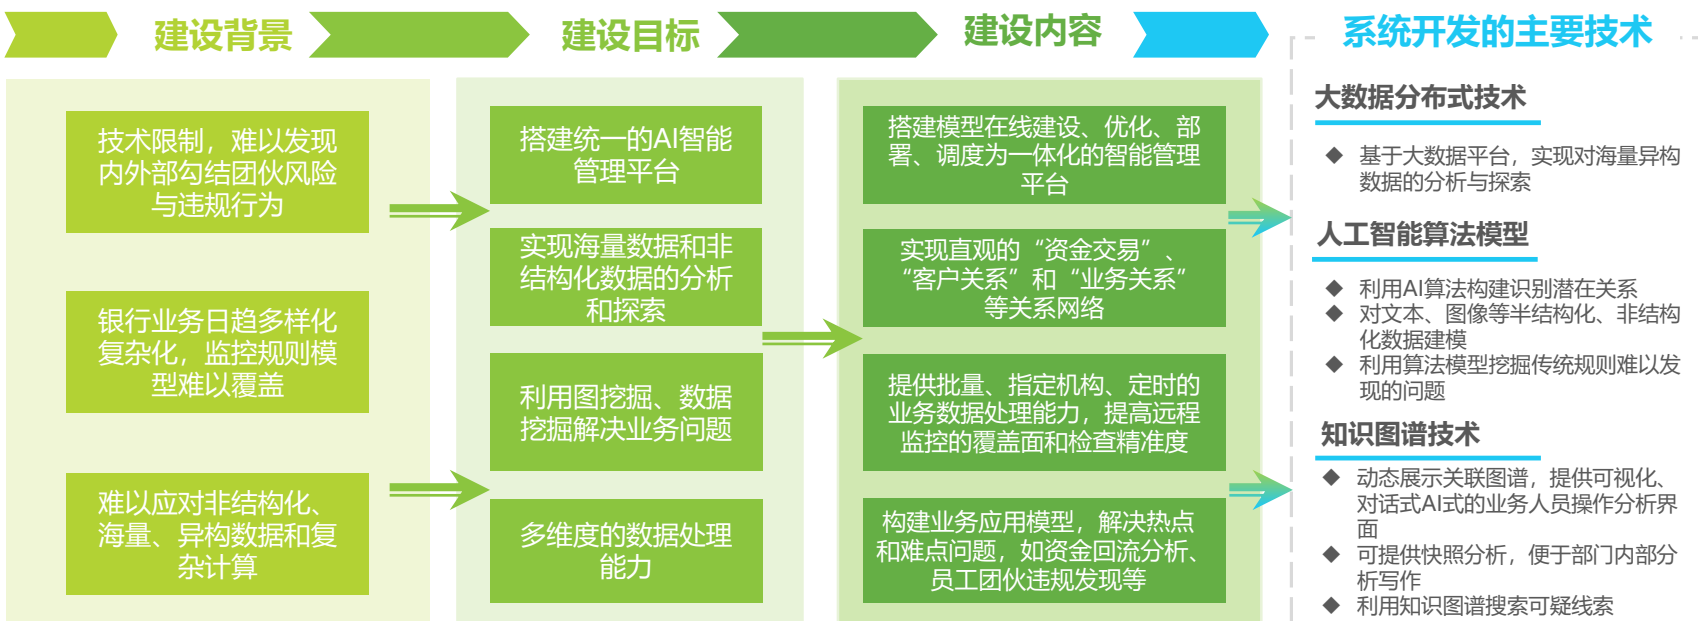 建设背景
建设目标
建设内容
系统开发的主要技术
技术限制，难以发现
内外部勾结团伙风险
与违规行为
银行业务日趋多样化
复杂化，监控规则模
型难以覆盖
难以应对非结构化、
海量、异构数据和复
杂计算
搭建统一的AI智能
管理平台
实现海量数据和非
结构化数据的分析
和探索
利用图挖掘、数据
挖掘解决业务问题
多维度的数据处理
能力
搭建模型在线建设、优化、部
署、调度为一体化的智能管理
平台
实现直观的“资金交易”、
“客户关系”和“业务关系”
等关系网络
提供批量、指定机构、定时的
业务数据处理能力，提高远程
监控的覆盖面和检查精准度
构建业务应用模型，解决热点
和难点问题，如资金回流分析、
员工团伙违规发现等
大数据分布式技术
◆ 基于大数据平台，实现对海量异构
数据的分析与探索
人工智能算法模型
◆ 利用AI算法构建识别潜在关系
◆ 对文本、图像等半结构化、非结构
化数据建模
◆ 利用算法模型挖掘传统规则难以发
现的问题
知识图谱技术
◆ 动态展示关联图谱，提供可视化、
对话式AI式的业务人员操作分析界
面
◆ 可提供快照分析，便于部门内部分
析写作
◆ 利用知识图谱搜索可疑线索